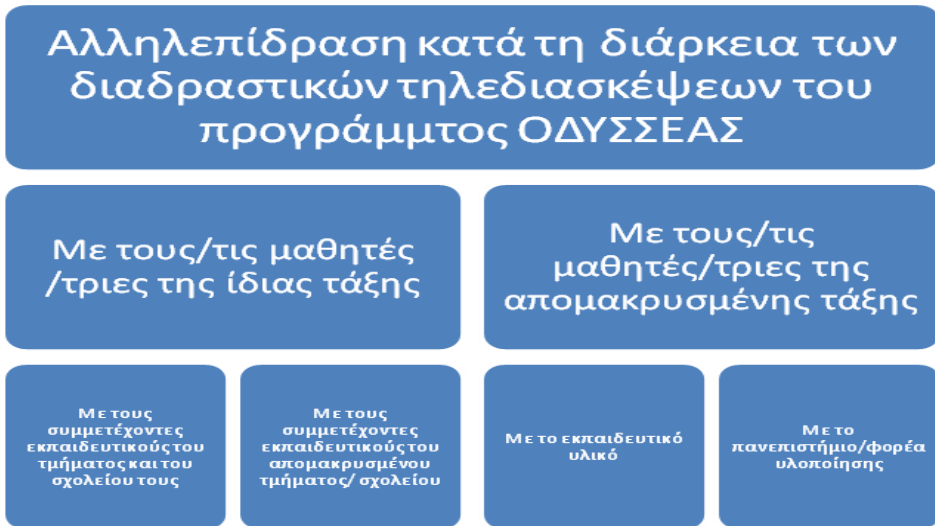 Αλληλεπίδραση κατά τη διάρκεια των
διαδραστικών τηλεδιασκέψεων του
προγράμμτος ΟΔΥΣΣΕΑΣ
Με τους/τις μαθητές
/τριες της ίδιας τάξης
Με τους/τις
μαθητές/τριες της
απομακρυσμένης τάξης
Με τους
συμμετέχοντες
εκπαιδευτικούς του
τμήματος και του
σχολείου τους
Με τους
συμμετέχοντες
εκπαιδευτικούς του
απομακρυσμένου
τμήματος/ σχολείου
Με το εκπαιδευτικό
υλικό
Με το
πανεπιστήμιο/φορέα
υλοποίησης